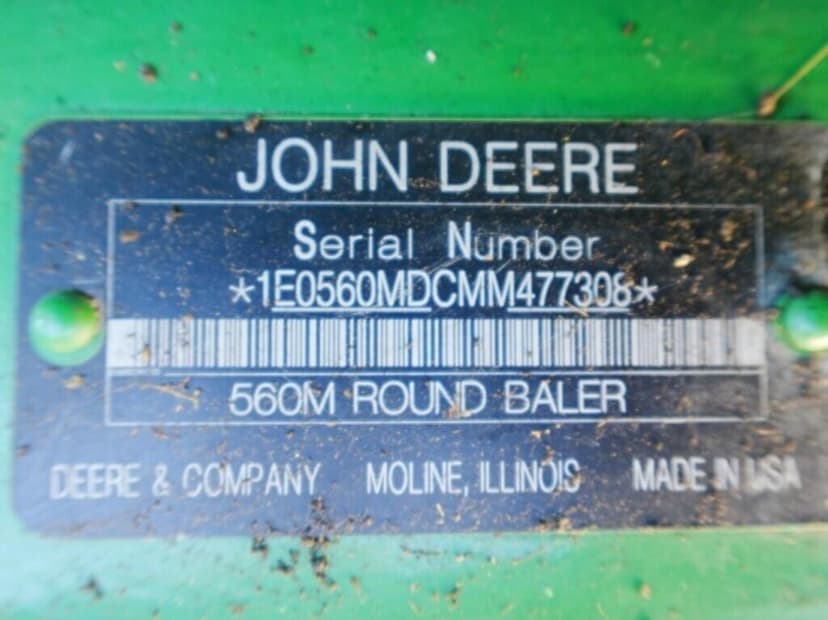 JOHN DEERE
Serial Number
*1E0560MDCMM477308*
560M ROUND BALER
DEERE & COMPANY MOLINE, ILLINOIS MADE IN USA